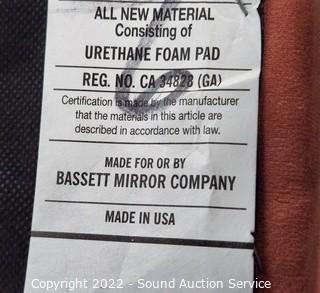 ALL NEW MATERIAL
Consisting of
URETHANE FOAM PAD
REG. NO. CA 34828 (GA)
Certification is made by the manufacturer
that the materials in this article are
described in accordance with law.
MADE FOR OR BY
BASSETT MIRROR COMPANY
MADE IN USA
Copyright 2022 - Sound Auction Service